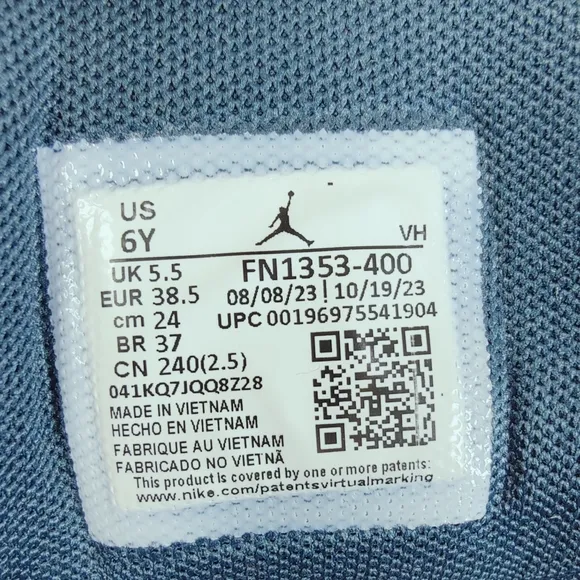 US
6Y
VH
UK 5.5
FN1353-400
EUR 38.5
08/08/23 | 10/19/23
cm 24
UPC 00196975541904
BR 37
CN 240(2.5)
041KQ7JQQ8Z28
MADE IN VIETNAM
HECHO EN VIETNAM
FABRIQUE AU VIETNAM
FABRICADO NO VIETNÃ
This product is covered by one or more patents:
www.nike.com/patentsvirtualmarking